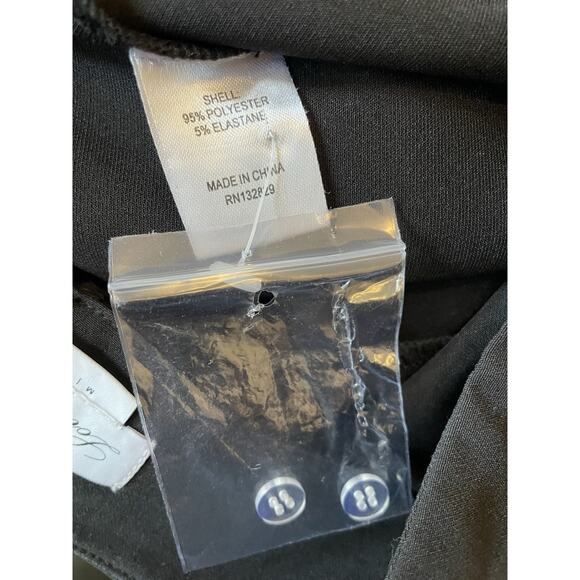 SHELL:
95% POLYESTER
5% ELASTANE
MADE IN CHINA
RN132829
M